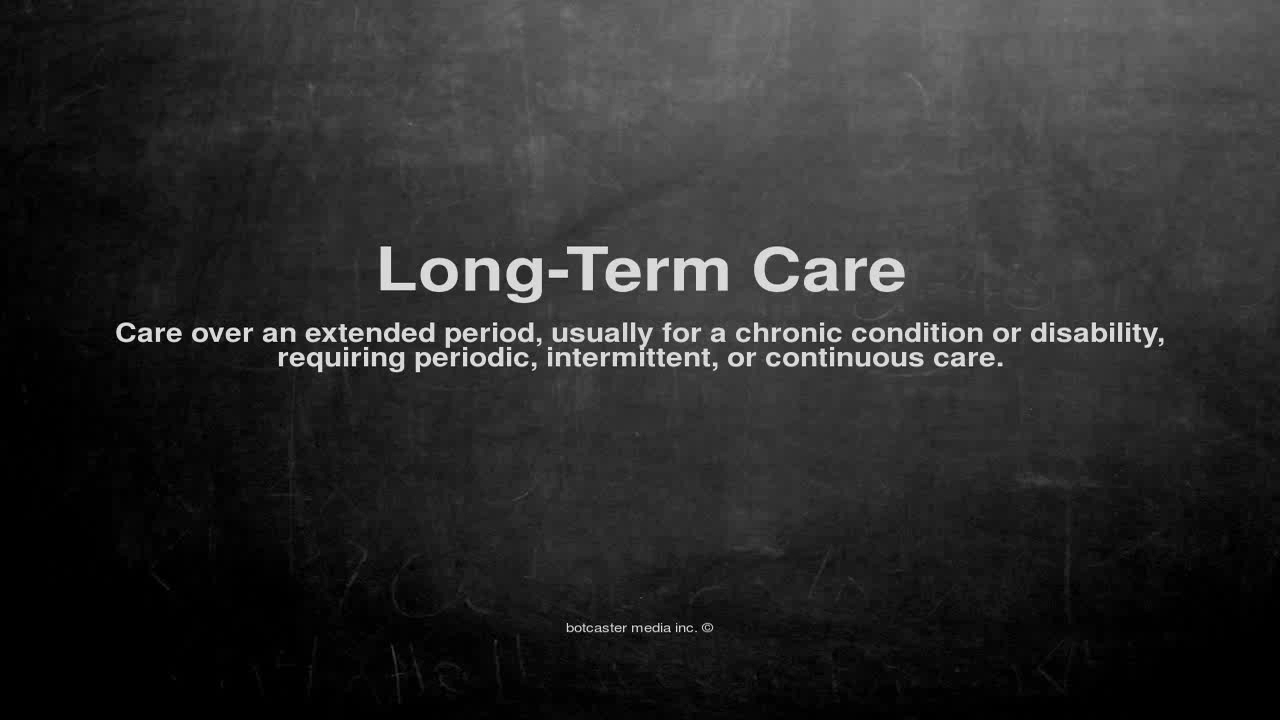 Long-Term Care
Care over an extended period, usually for a chronic condition or disability,
requiring periodic, intermittent, or continuous care.
botcaster media inc. ©